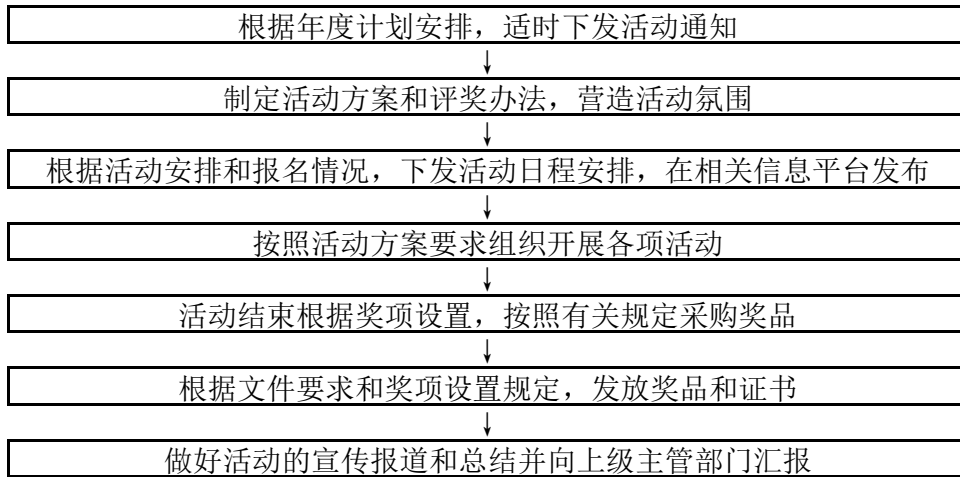 根据年度计划安排，适时下发活动通知
制定活动方案和评奖办法，营造活动氛围
根据活动安排和报名情况，下发活动日程安排，在相关信息平台发布
按照活动方案要求组织开展各项活动
活动结束根据奖项设置，按照有关规定采购奖品
根据文件要求和奖项设置规定，发放奖品和证书
做好活动的宣传报道和总结并向上级主管部门汇报